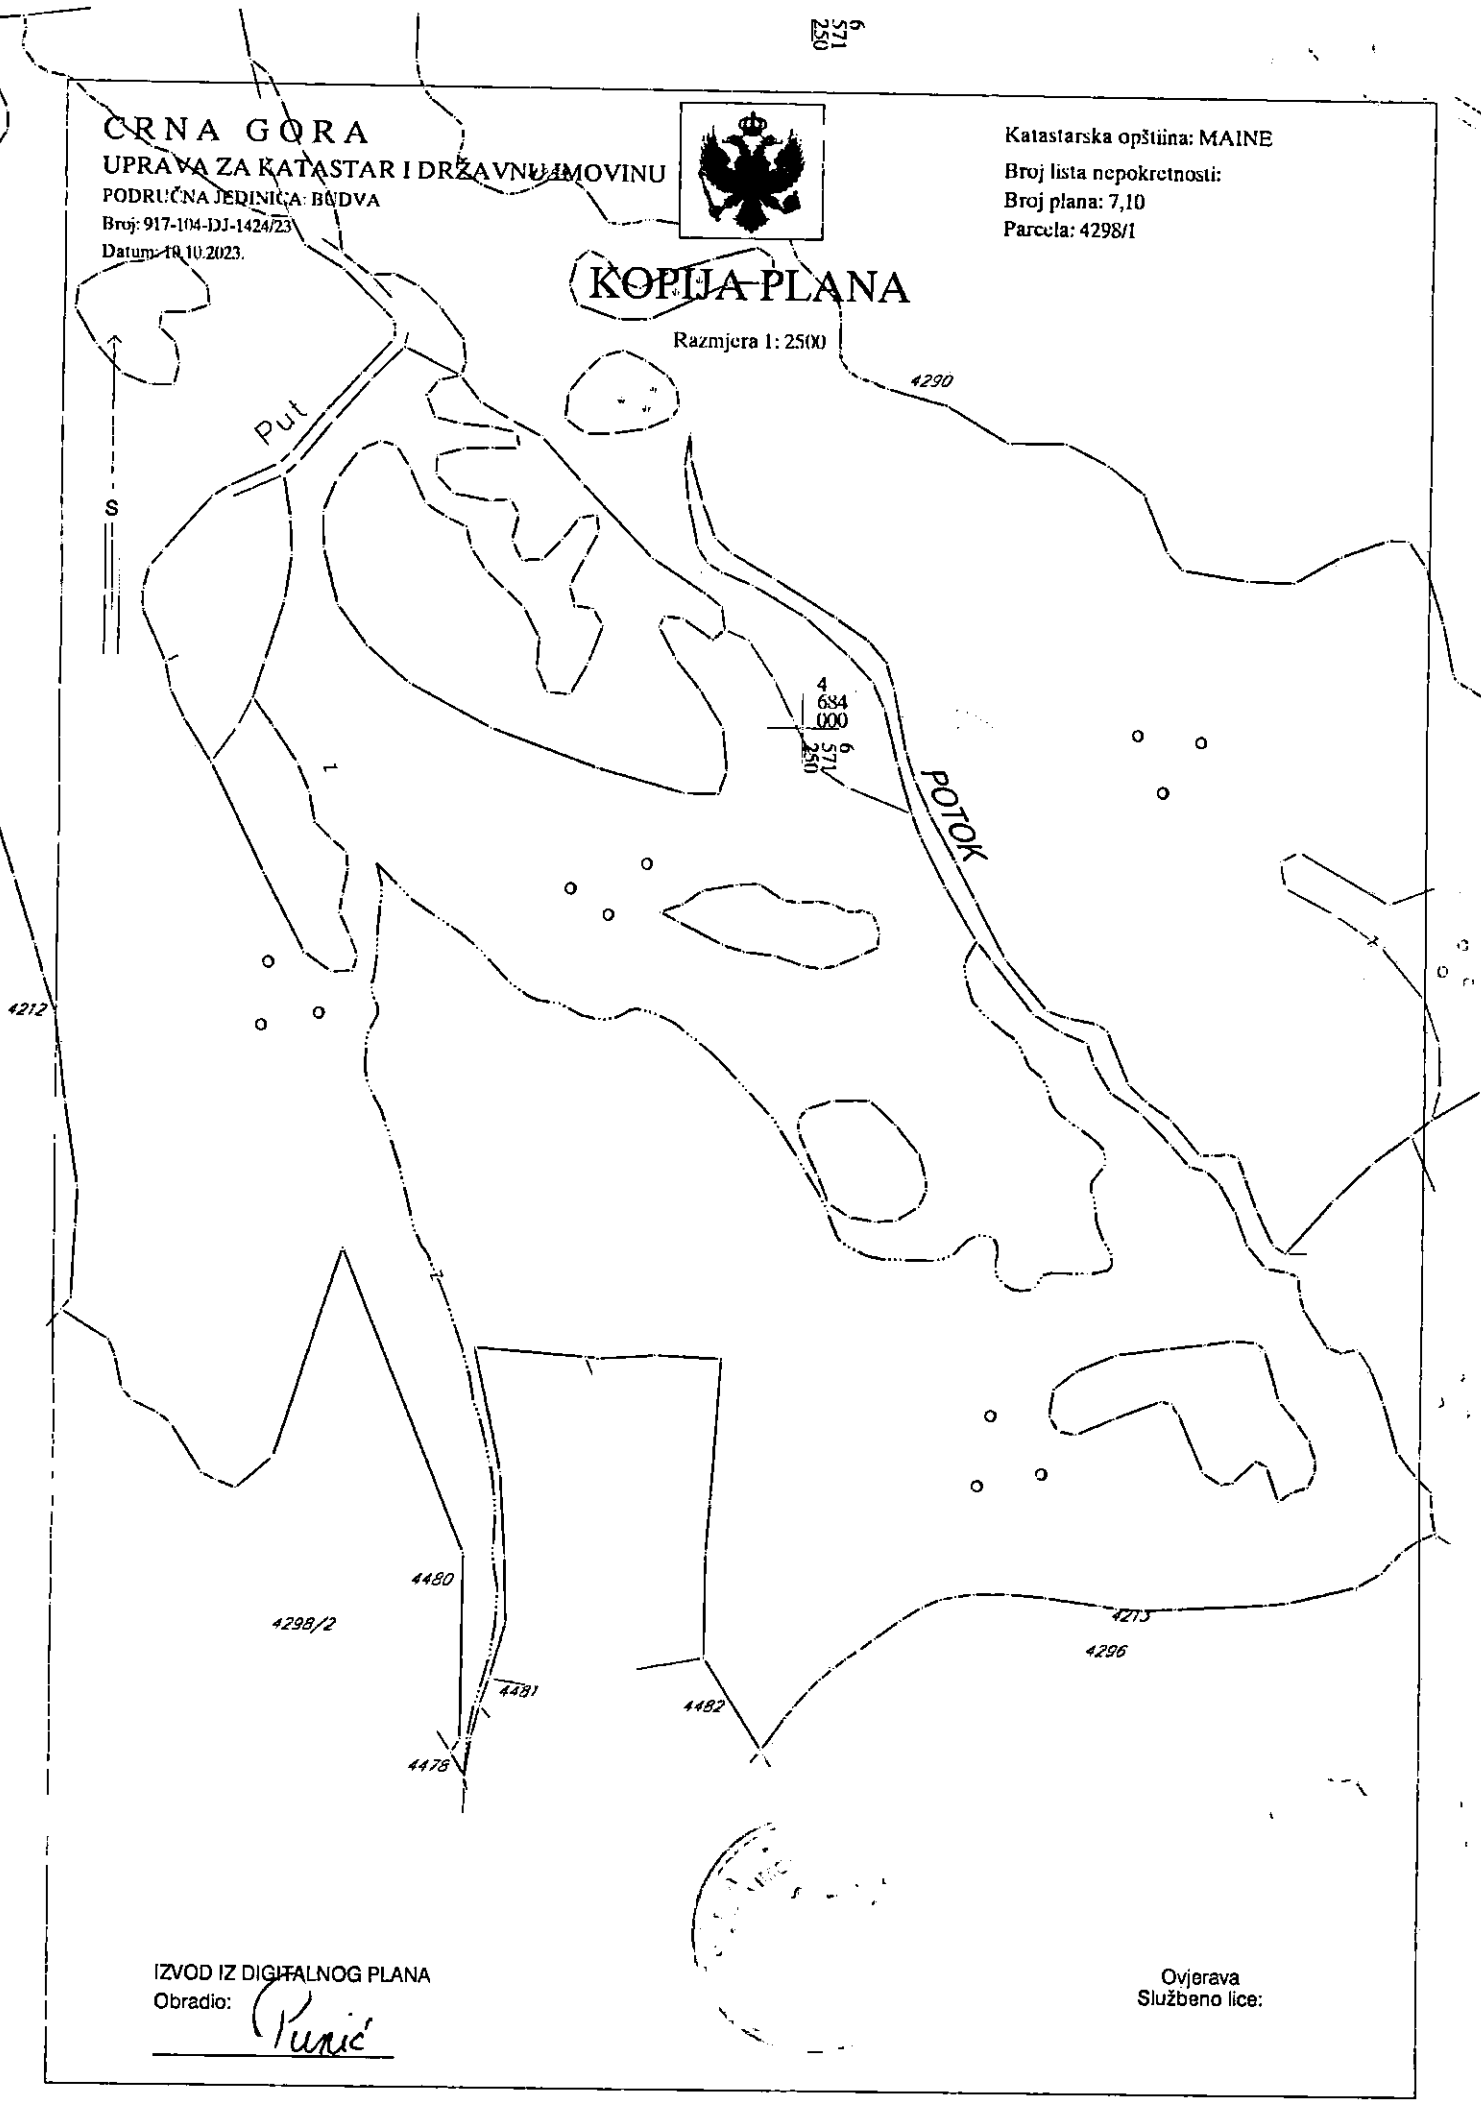 6
571
250
CRNA GORA
UPRAVA ZA KATASTAR I DRŽAVNU IMOVINU
PODRUČNA JEDINICA: BUDVA
Broj: 917-104-DJ-1424/23
Datum: 10.10.2023.
Katastarska opština: MAINE
Broj lista nepokretnosti:
Broj plana: 7,10
Parcela: 4298/1
KOPIJA PLANA
Razmjera 1: 2500
4290
Put
S
4
684
000
6
571
250
POTOK
4212
4480
4298/2
4213
4296
4481
4482
4478
IZVOD IZ DIGITALNOG PLANA
Obradio:
Punić
Ovjerava
Službeno lice: